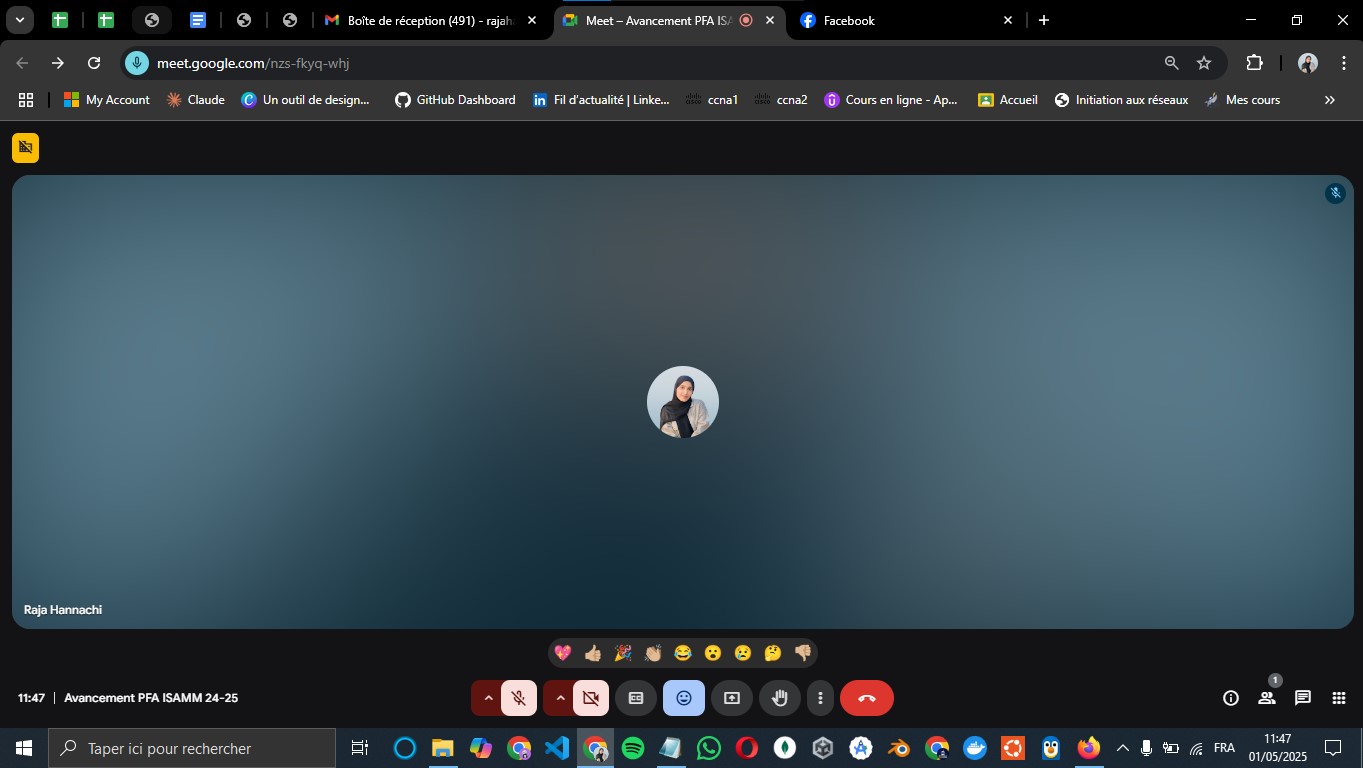 Boîte de réception (491) - rajah
Meet – Avancement PFA ISA
Facebook
meet.google.com/nzs-fkyq-whj
My Account
Claude
Un outil de design...
GitHub Dashboard
Fil d'actualité | Linke...
cisco ccna1
cisco ccna2
Cours en ligne - Ap...
Accueil
Initiation aux réseaux
Mes cours
Raja Hannachi
11:47 | Avancement PFA ISAMM 24-25
1
Taper ici pour rechercher
FRA
11:47
01/05/2025